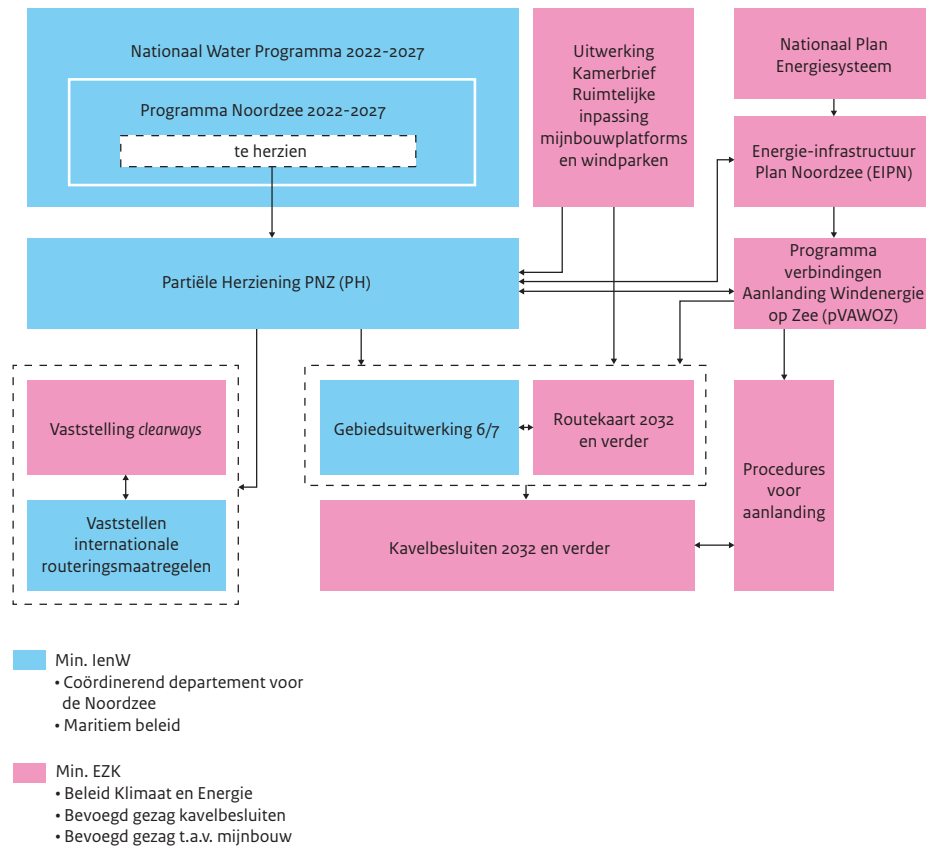 Nationaal Water Programma 2022-2027
Programma Noordzee 2022-2027
te herzien
Uitwerking
Kamerbrief
Ruimtelijke
inpassing
mijnbouwplatforms
en windparken
Nationaal Plan
Energiesysteem
Energie-infrastructuur
Plan Noordzee (EIPN)
Partiële Herziening PNZ (PH)
Programma
verbindingen
Aanlanding Windenergie
op Zee (pVAWOZ)
Vaststelling clearways
Vaststellen
internationale
routeringsmaatregelen
Gebiedsuitwerking 6/7
Routekaart 2032
en verder
Kavelbesluiten 2032 en verder
Procedures
voor
aanlanding
Min. IenW
• Coördinerend departement voor
de Noordzee
• Maritiem beleid
Min. EZK
• Beleid Klimaat en Energie
• Bevoegd gezag kavelbesluiten
• Bevoegd gezag t.a.v. mijnbouw